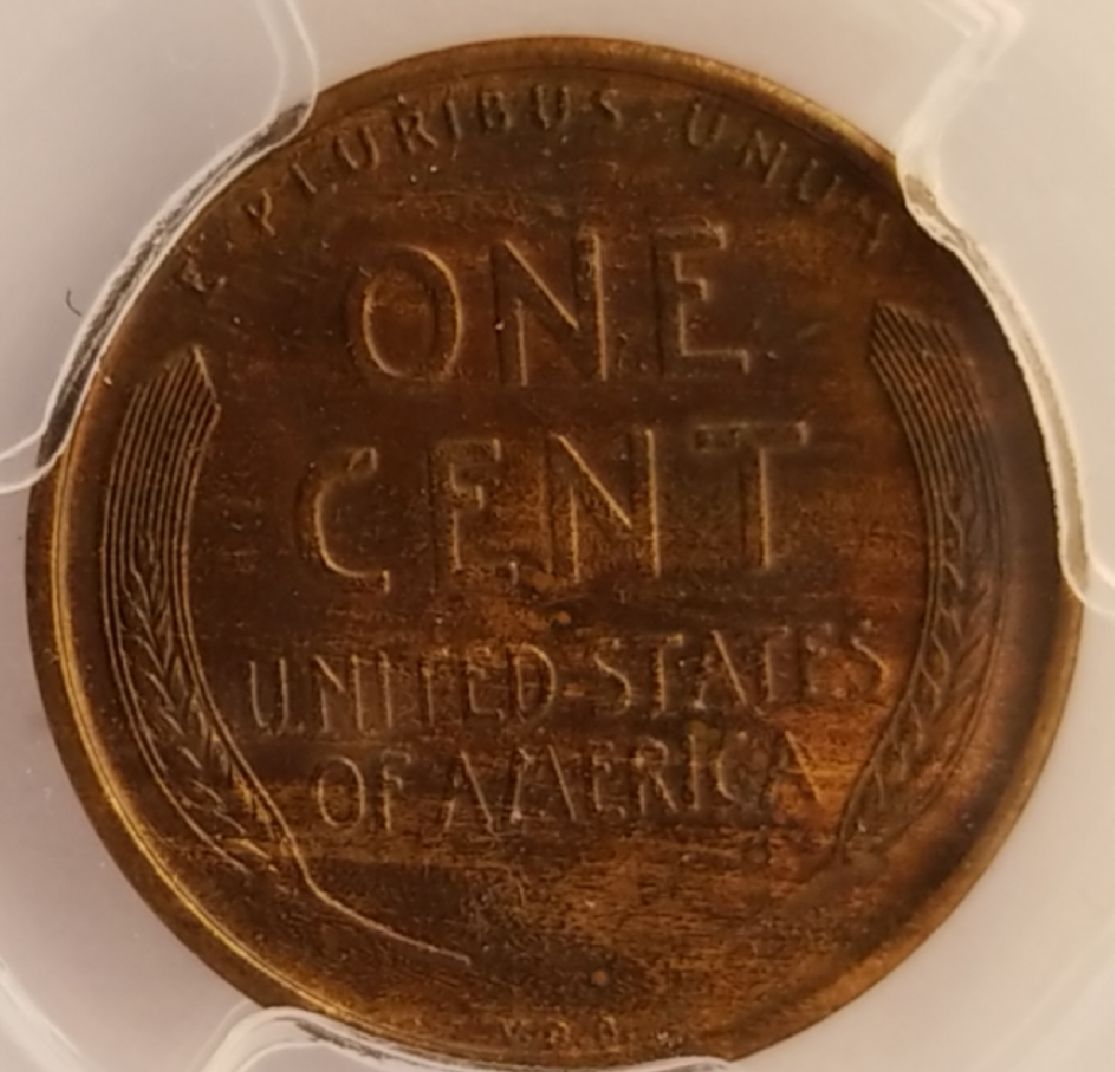 E·PLURIBUS·UNUM
ONE
CENT
UNITED·STATES
OF AMERICA
V.D.B.